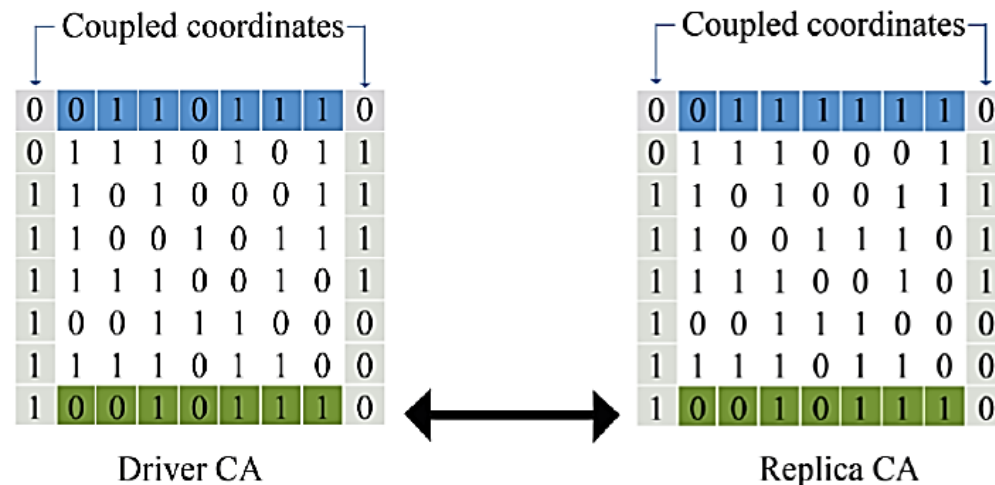 Coupled coordinates
Coupled coordinates
0 0 1 1 0 1 1 1 0
0 0 1 1 1 1 1 1 0
0 1 1 1 0 1 0 1 1
0 1 1 1 0 0 0 1 1
1 1 0 1 0 0 0 1 1
1 1 0 1 0 0 1 1 1
1 1 0 0 1 0 1 1 1
1 1 0 0 1 1 1 0 1
1 1 1 1 0 0 1 0 1
1 1 1 1 0 0 1 0 1
1 0 0 1 1 1 0 0 0
1 0 0 1 1 1 0 0 0
1 1 1 1 0 1 1 0 0
1 1 1 1 0 1 1 0 0
1 0 0 1 0 1 1 1 0
1 0 0 1 0 1 1 1 0
Driver CA
Replica CA